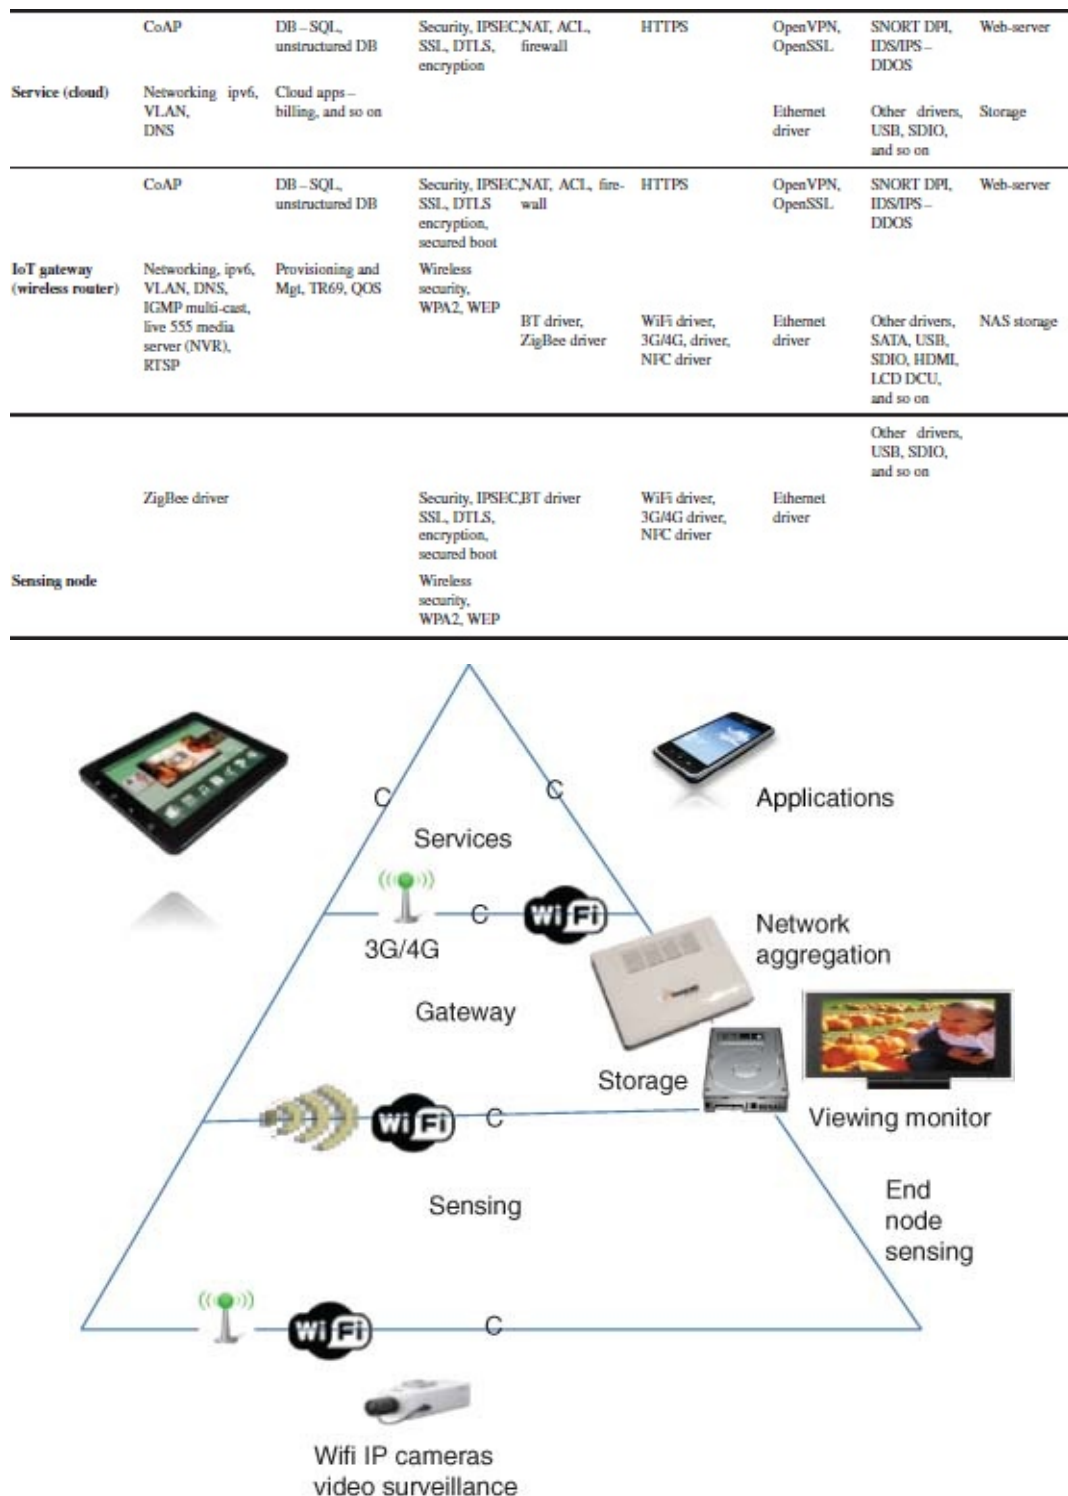 CoAP
DB – SQL,
unstructured DB
Security, IPSEC,
SSL, DTLS,
encryption
NAT, ACL,
firewall
HTTPS
OpenVPN,
OpenSSL
SNORT DPI,
IDS/IPS –
DDOS
Web-server
Service (cloud)
Networking ipv6,
VLAN,
DNS
Cloud apps –
billing, and so on
Ethernet
driver
Other drivers,
USB, SDIO,
and so on
Storage
CoAP
DB – SQL,
unstructured DB
Security, IPSEC,
SSL, DTLS
encryption,
secured boot
NAT, ACL, fire-
wall
HTTPS
OpenVPN,
OpenSSL
SNORT DPI,
IDS/IPS –
DDOS
Web-server
IoT gateway
(wireless router)
Networking, ipv6,
VLAN, DNS,
IGMP multi-cast,
live 555 media
server (NVR),
RTSP
Provisioning and
Mgt, TR69, QOS
Wireless
security,
WPA2, WEP
BT driver,
ZigBee driver
WiFi driver,
3G/4G, driver,
NFC driver
Ethernet
driver
Other drivers,
SATA, USB,
SDIO, HDMI,
LCD DCU,
and so on
NAS storage
Other drivers,
USB, SDIO,
and so on
ZigBee driver
Security, IPSEC,
SSL, DTLS,
encryption,
secured boot
BT driver
WiFi driver,
3G/4G driver,
NFC driver
Ethernet
driver
Sensing node
Wireless
security,
WPA2, WEP
C
C
Applications
Services
C
Wi Fi
3G/4G
Network
aggregation
Gateway
Storage
Wi Fi
C
Viewing monitor
Sensing
End
node
sensing
Wi Fi
C
Wifi IP cameras
video surveillance